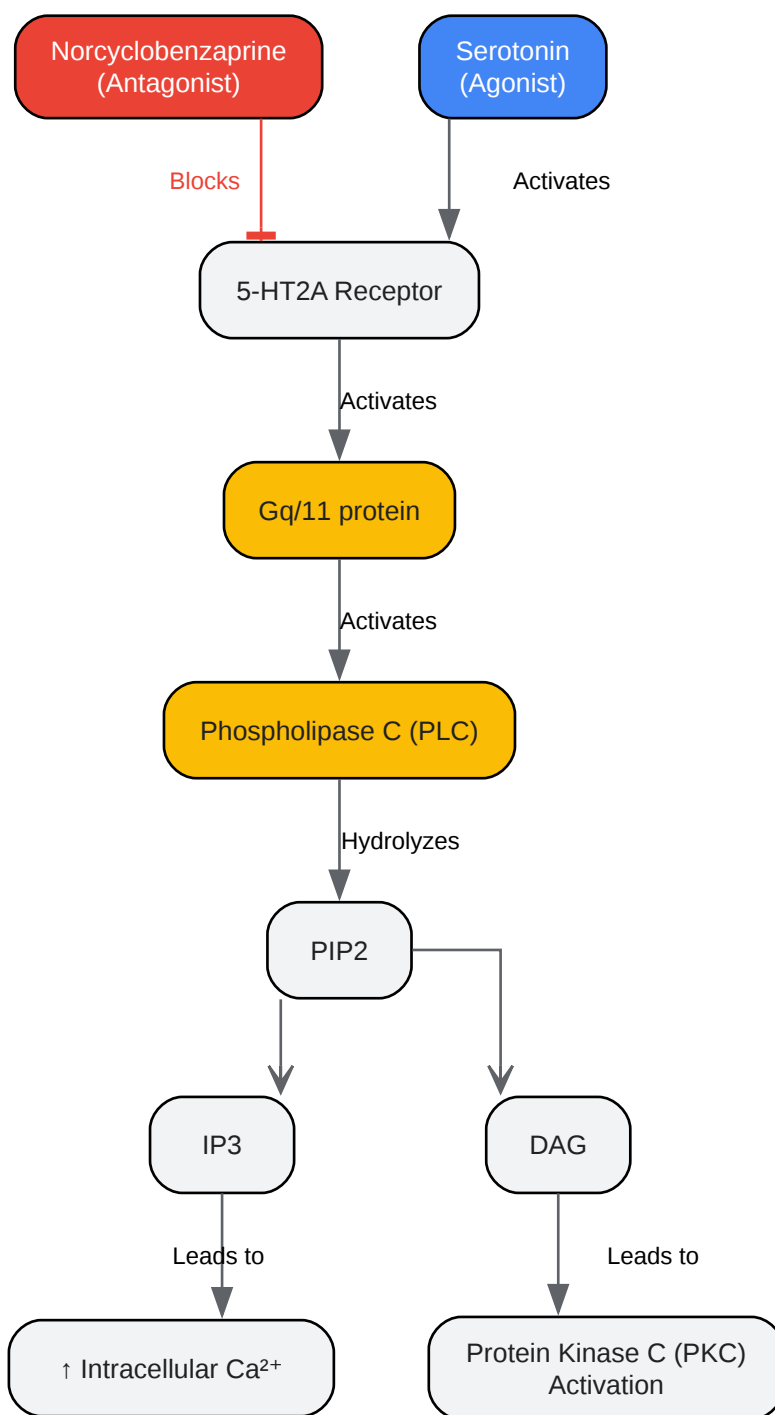 Norcyclobenzaprine
(Antagonist)
Serotonin
(Agonist)
Blocks
Activates
5-HT2A Receptor
Activates
Gq/11 protein
Activates
Phospholipase C (PLC)
Hydrolyzes
PIP2
IP3
DAG
Leads to
Leads to
↑ Intracellular Ca²⁺
Protein Kinase C (PKC)
Activation